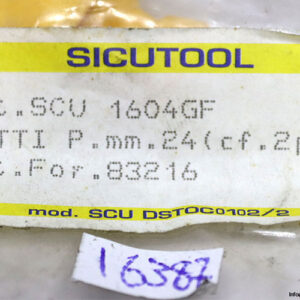 SICUTOOL
C.SCU 1604GF
TTI P.mm.24(cf.2p
C.For.83216
mod. SCU DSTOC0102/2
16387